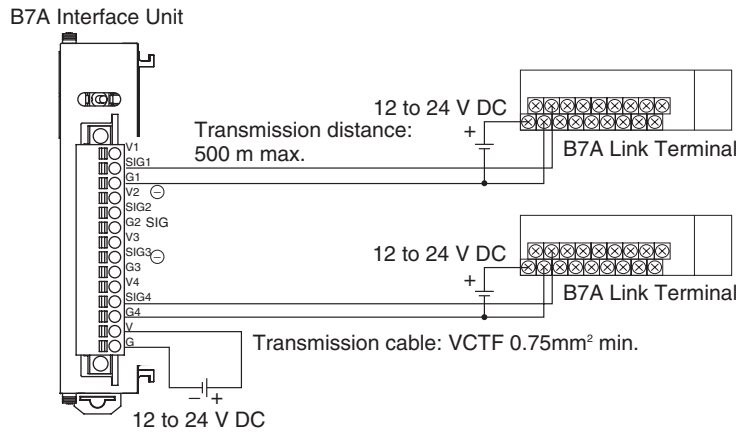 B7A Interface Unit
12 to 24 V DC
+
Transmission distance:
500 m max.
B7A Link Terminal
V1
SIG1
G1
V2 −
SIG2
G2 SIG
V3
SIG3 −
G3
V4
SIG4
G4
V
G
12 to 24 V DC
+
B7A Link Terminal
Transmission cable: VCTF 0.75mm² min.
− +
12 to 24 V DC